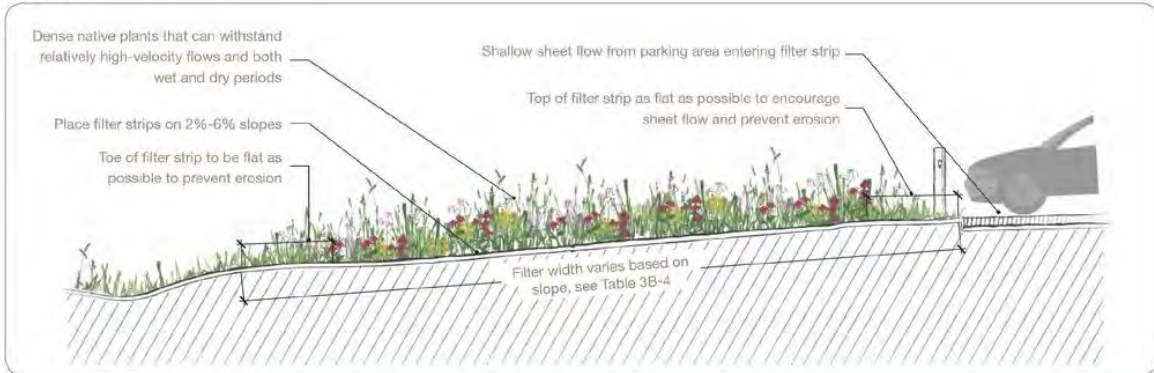 Dense native plants that can withstand
relatively high-velocity flows and both
wet and dry periods
Place filter strips on 2%-6% slopes
Toe of filter strip to be flat as
possible to prevent erosion
Shallow sheet flow from parking area entering filter strip
Top of filter strip as flat as possible to encourage
sheet flow and prevent erosion
Filter width varies based on
slope, see Table 3B-4